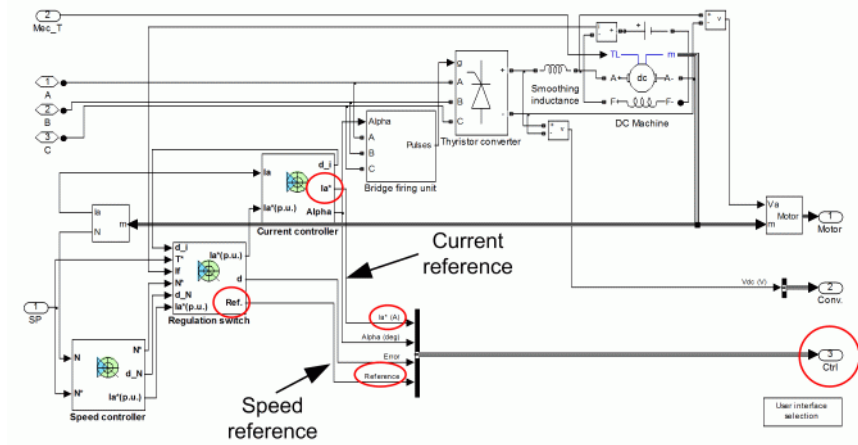 2
Mec_T
1
A
2
B
3
C
g
A
B
C
+
-
Thyristor converter
Smoothing
inductance
TL
m
A+
dc
A-
F+
F-
DC Machine
+
-
v
+
-
v
+
-
Alpha
A
B
C
Pulses
Bridge firing unit
Ia
Ia*(p.u.)
d_i
Ia*
Alpha
Current controller
Ia
N
m
d_i
T*
If
N*
d_N
Ia*(p.u.)
Ia*(p.u.)
d
Ref.
Regulation switch
1
SP
N
N*
N*
d_N
Ia*(p.u.)
Speed controller
Current
reference
Speed
reference
Ia* (A)
Alpha (deg)
Error
Reference
Va
m
Motor
1
Motor
Vdc (V)
2
Conv.
3
Ctrl
User interface
selection